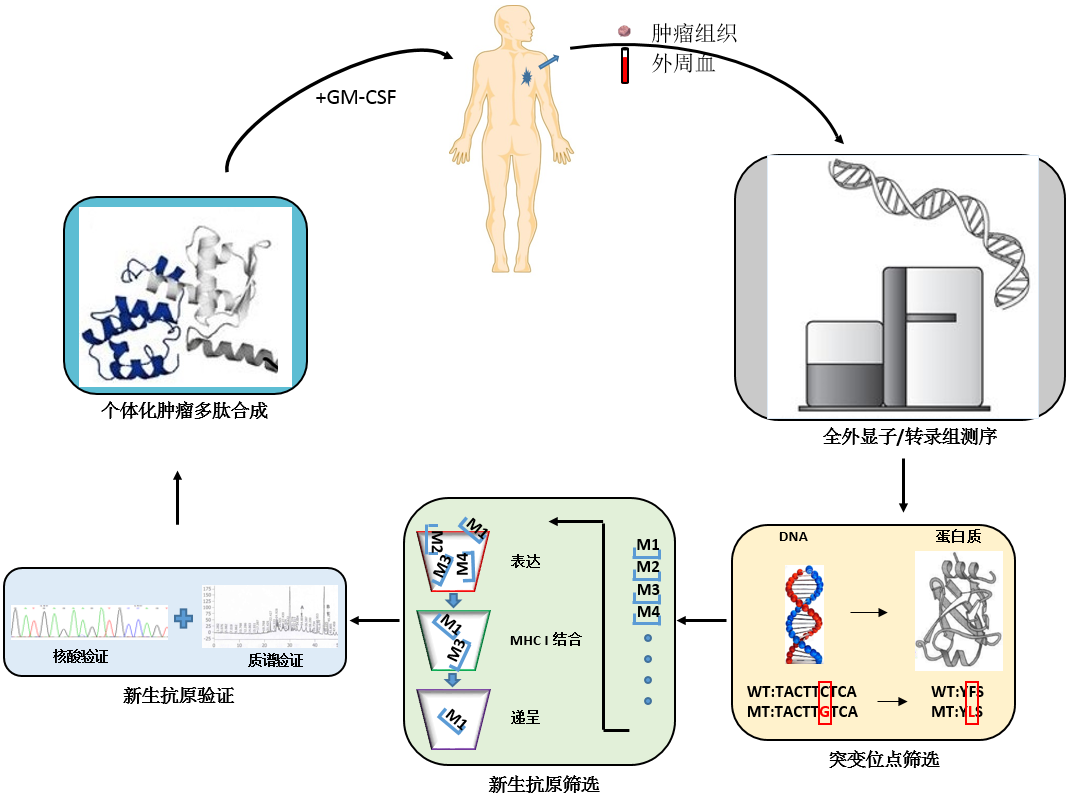 肿瘤组织
外周血
+GM-CSF
全外显子/转录组测序
DNA
蛋白质
WT:TACTTCTCA
MT:TACTTGTCA
WT:YFS
MT:YLS
突变位点筛选
M1
M2
M3
M4
M1
M2
M3
M4
表达
M1
M3
MHC I 结合
M1
递呈
新生抗原筛选
核酸验证
质谱验证
新生抗原验证
个体化肿瘤多肽合成